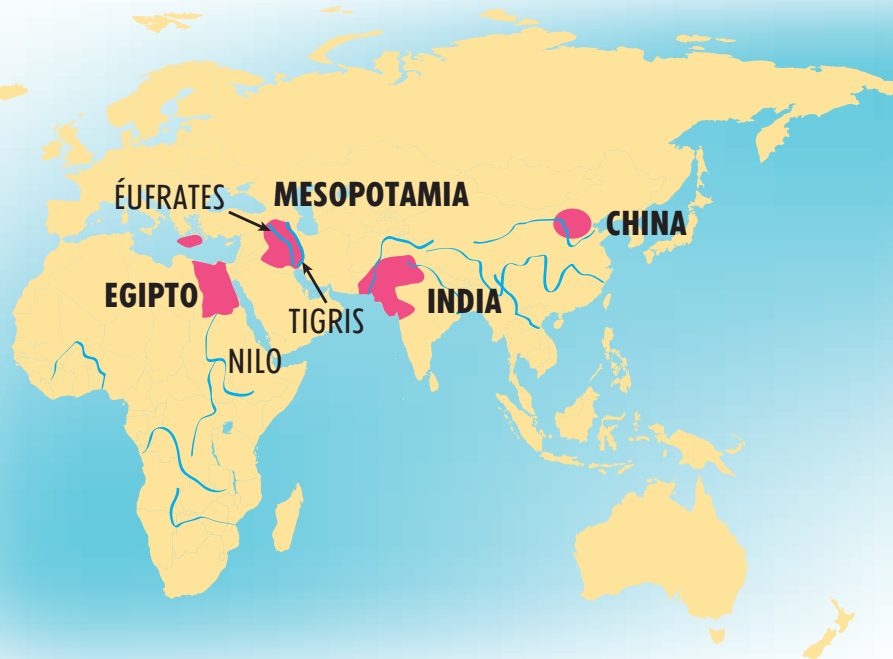 ÉUFRATES
MESOPOTAMIA
CHINA
EGIPTO
TIGRIS
INDIA
NILO